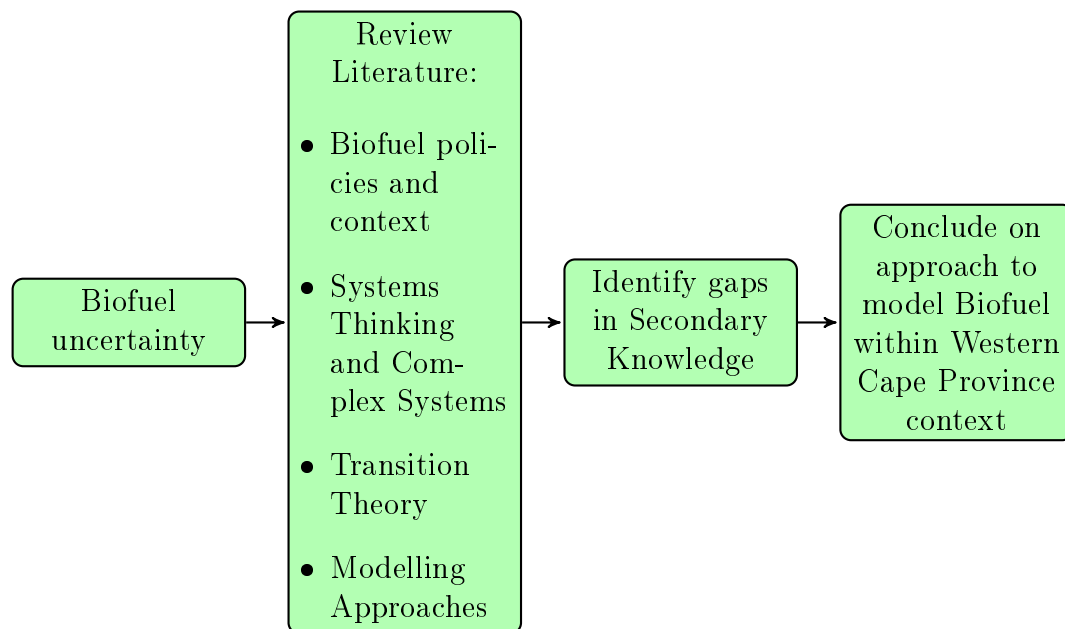 Biofuel
uncertainty
Review
Literature:
• Biofuel poli-
cies and
context
• Systems
Thinking
and Com-
plex Systems
• Transition
Theory
• Modelling
Approaches
Identify gaps
in Secondary
Knowledge
Conclude on
approach to
model Biofuel
within Western
Cape Province
context